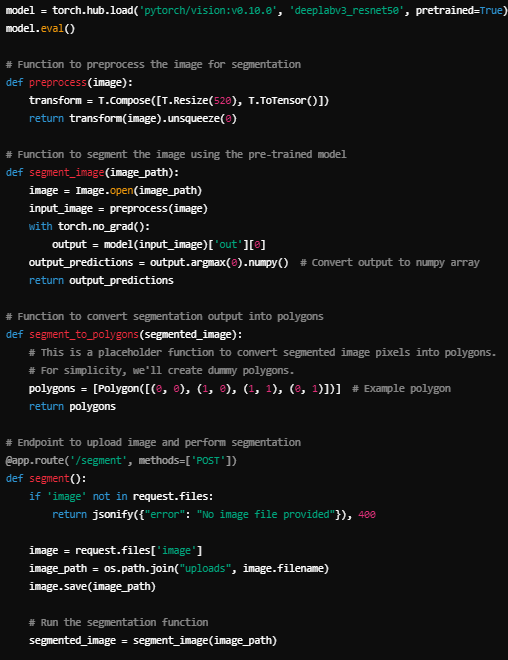 model = torch.hub.load('pytorch/vision:v0.10.0', 'deeplabv3_resnet50', pretrained=True)
model.eval()

# Function to preprocess the image for segmentation
def preprocess(image):
    transform = T.Compose([T.Resize(520), T.ToTensor()])
    return transform(image).unsqueeze(0)

# Function to segment the image using the pre-trained model
def segment_image(image_path):
    image = Image.open(image_path)
    input_image = preprocess(image)
    with torch.no_grad():
        output = model(input_image)['out'][0]
    output_predictions = output.argmax(0).numpy()  # Convert output to numpy array
    return output_predictions

# Function to convert segmentation output into polygons
def segment_to_polygons(segmented_image):
    # This is a placeholder function to convert segmented image pixels into polygons.
    # For simplicity, we'll create dummy polygons.
    polygons = [Polygon([(0, 0), (1, 0), (1, 1), (0, 1)])]  # Example polygon
    return polygons

# Endpoint to upload image and perform segmentation
@app.route('/segment', methods=['POST'])
def segment():
    if 'image' not in request.files:
        return jsonify({"error": "No image file provided"}), 400

    image = request.files['image']
    image_path = os.path.join("uploads", image.filename)
    image.save(image_path)

    # Run the segmentation function
    segmented_image = segment_image(image_path)